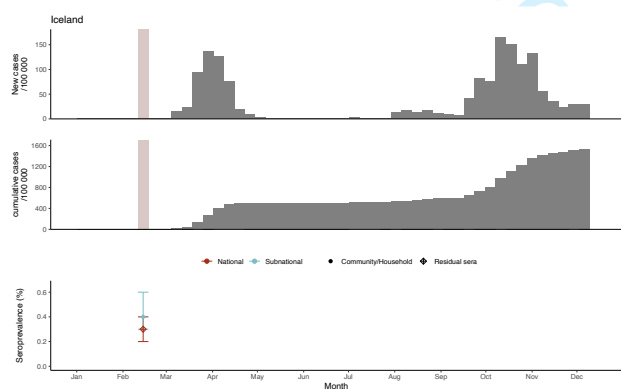 Iceland
New cases
/100 000
150
100
50
0
cumulative cases
/100 000
1600
1200
800
400
0
National Subnational Community/Household Residual sera
Seroprevalence (%)
0.6
0.4
0.2
0.0
Jan Feb Mar Apr May Jun Jul Aug Sep Oct Nov Dec
Month